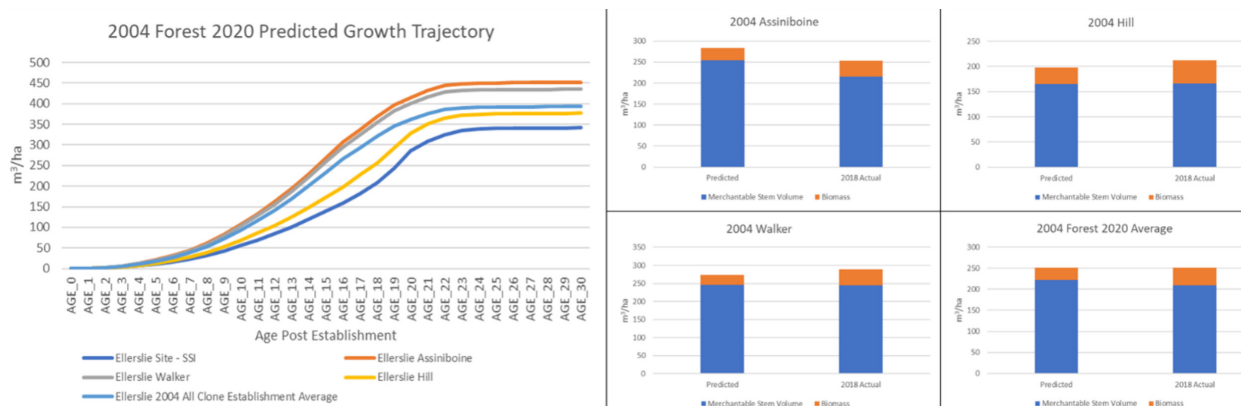 2004 Forest 2020 Predicted Growth Trajectory
500
450
400
350
300
250
200
150
100
50
0
m³/ha
AGE_0
AGE_1
AGE_2
AGE_3
AGE_4
AGE_5
AGE_6
AGE_7
AGE_8
AGE_9
AGE_10
AGE_11
AGE_12
AGE_13
AGE_14
AGE_15
AGE_16
AGE_17
AGE_18
AGE_19
AGE_20
AGE_21
AGE_22
AGE_23
AGE_24
AGE_25
AGE_26
AGE_27
AGE_28
AGE_29
AGE_30
Age Post Establishment
Ellerslie Site - SSI
Ellerslie Assiniboine
Ellerslie Walker
Ellerslie Hill
Ellerslie 2004 All Clone Establishment Average
2004 Assiniboine
300
250
200
150
100
50
0
m³/ha
Predicted
2018 Actual
Merchantable Stem Volume
Biomass
2004 Hill
250
200
150
100
50
0
m³/ha
Predicted
2018 Actual
Merchantable Stem Volume
Biomass
2004 Walker
350
300
250
200
150
100
50
0
m³/ha
Predicted
2018 Actual
Merchantable Stem Volume
Biomass
2004 Forest 2020 Average
300
250
200
150
100
50
0
m³/ha
Predicted
2018 Actual
Merchantable Stem Volume
Biomass